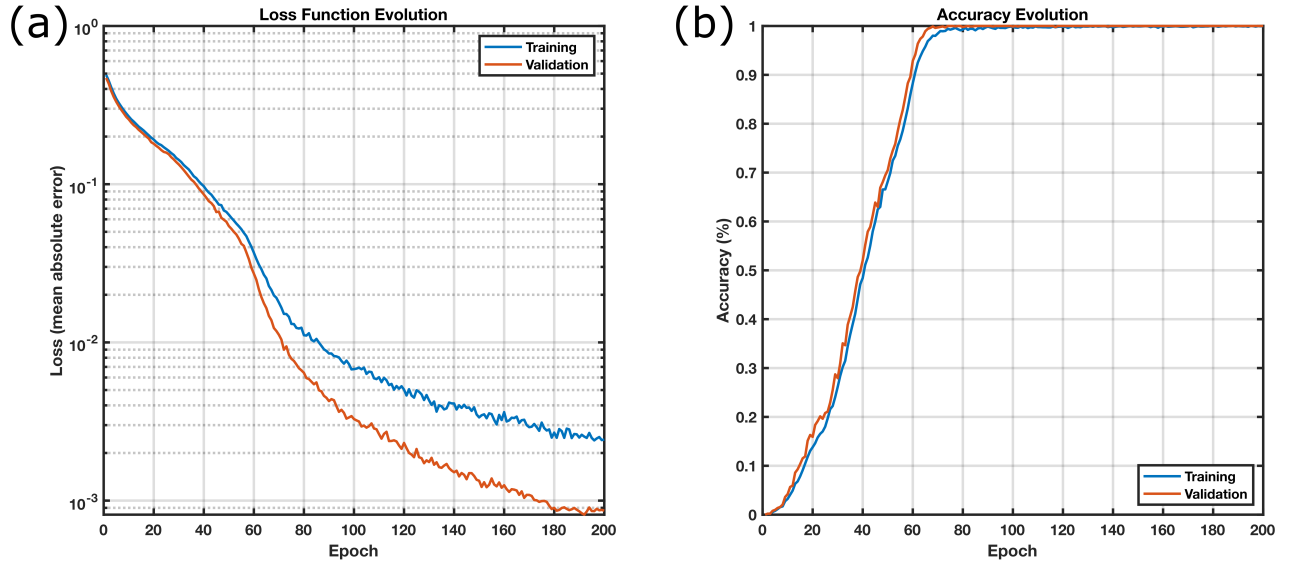 (a)
Loss Function Evolution
10^0
10^-1
10^-2
10^-3
Loss (mean absolute error)
Training
Validation
0 20 40 60 80 100 120 140 160 180 200
Epoch
(b)
Accuracy Evolution
1
0.9
0.8
0.7
0.6
0.5
0.4
0.3
0.2
0.1
0
Accuracy (%)
Training
Validation
0 20 40 60 80 100 120 140 160 180 200
Epoch